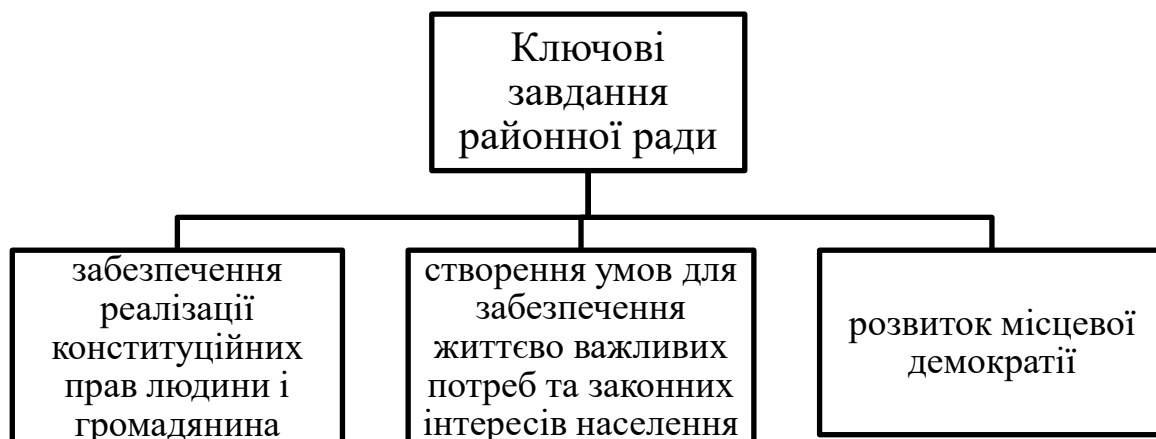 Ключові
завдання
районної ради
забезпечення
реалізації
конституційних
прав людини і
громадянина
створення умов для
забезпечення
життєво важливих
потреб та законних
інтересів населення
розвиток місцевої
демократії